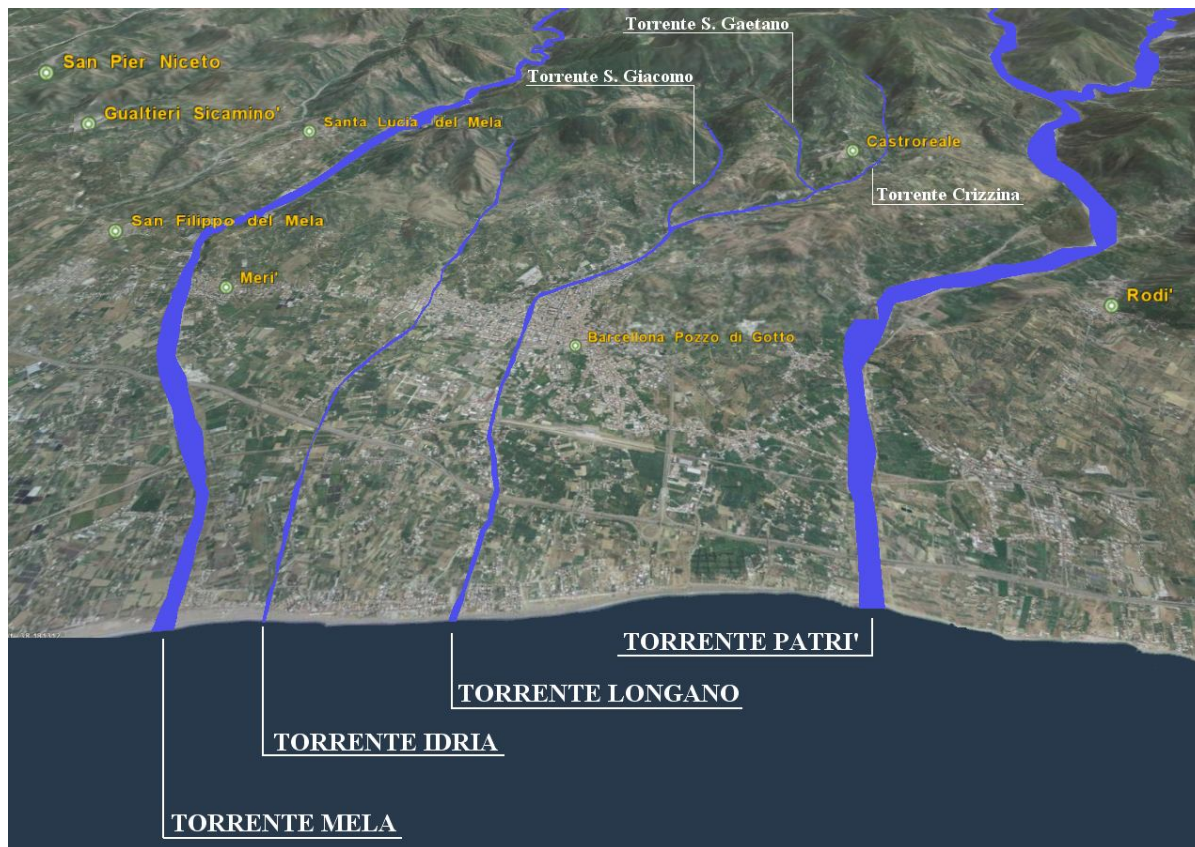 Torrente S. Gaetano
San Pier Niceto
Torrente S. Giacomo
Gualtieri Sicamino'
Santa Lucia del Mela
Castroreale
Torrente Crizzina
San Filippo del Mela
Meri'
Rodi'
Barcellona Pozzo di Gotto
TORRENTE PATRI'
TORRENTE LONGANO
TORRENTE IDRIA
TORRENTE MELA